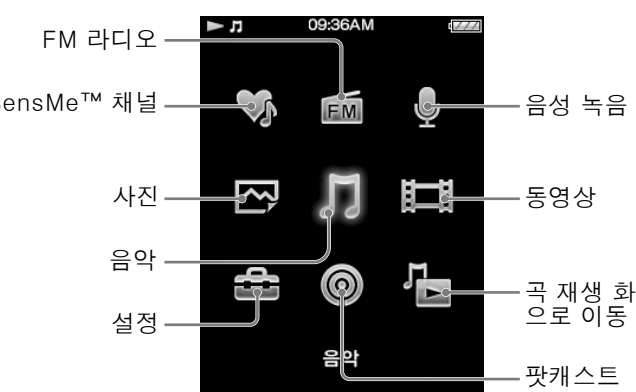 09:36AM
FM 라디오
ensMe™ 채널
음성 녹음
FM
사진
동영상
음악
설정
곡 재생 화
으로 이동
음악
팟캐스트